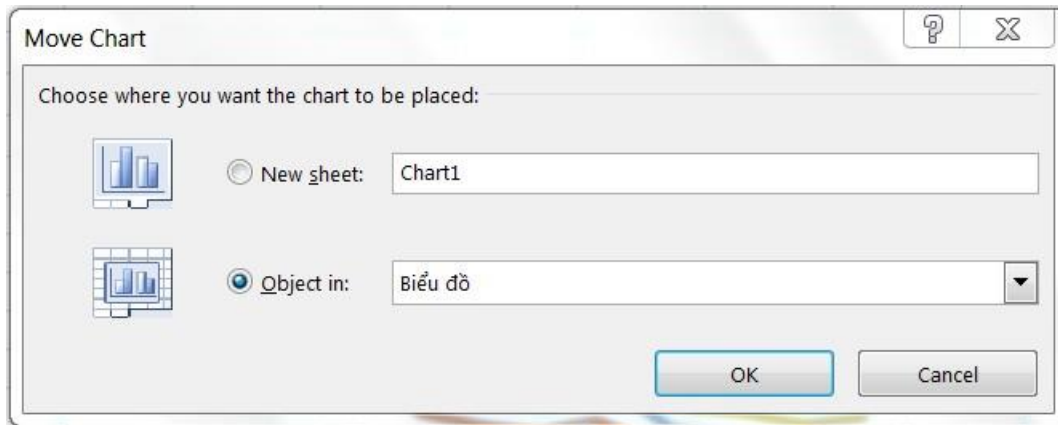 Move Chart
Choose where you want the chart to be placed:
New sheet: Chart1
Object in: Biểu đồ
OK Cancel